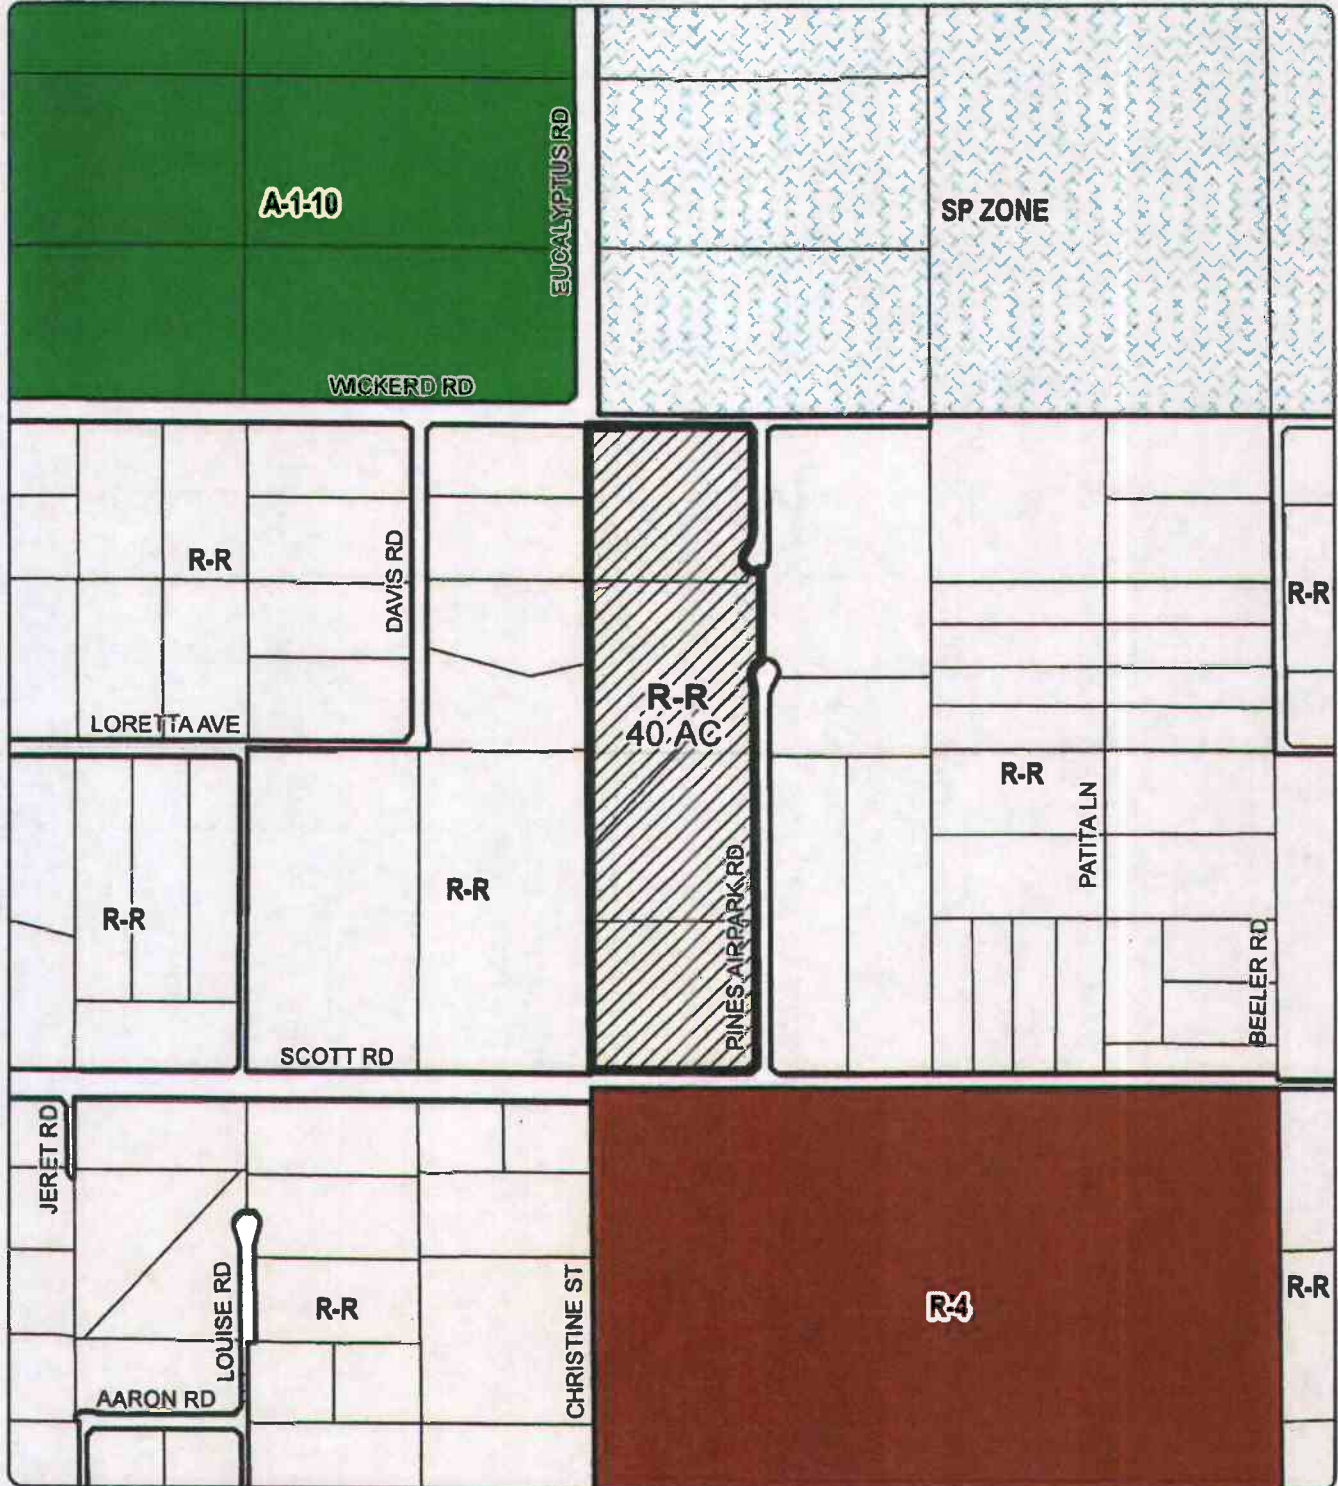 EUCALYPTUS RD
A-1-10
SP ZONE
WICKERD RD
R-R
DAVIS RD
R-R
R-R
40 AC
LORETTA AVE
R-R
PATITA LN
R-R
R-R
PINES AIRPARK RD
BEELER RD
SCOTT RD
JERET RD
LOUISE RD
R-R
CHRISTINE ST
R-4
R-R
AARON RD